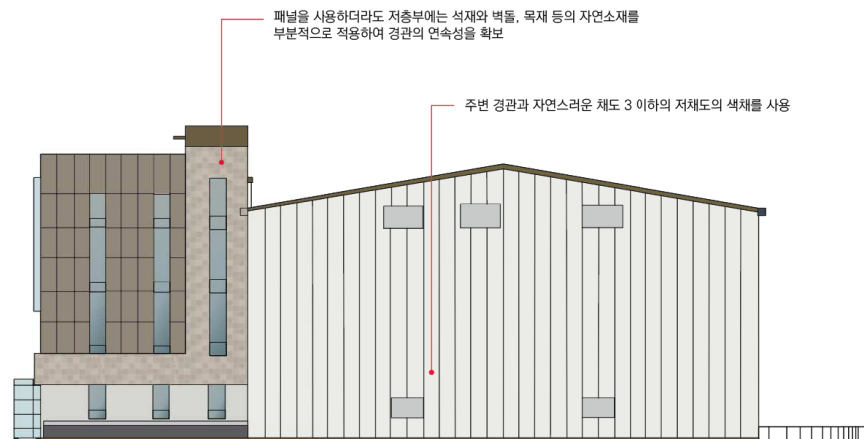 패널을 사용하더라도 저층부에는 석재와 벽돌, 목재 등의 자연소재를
부분적으로 적용하여 경관의 연속성을 확보
주변 경관과 자연스러운 채도 3 이하의 저채도의 색채를 사용